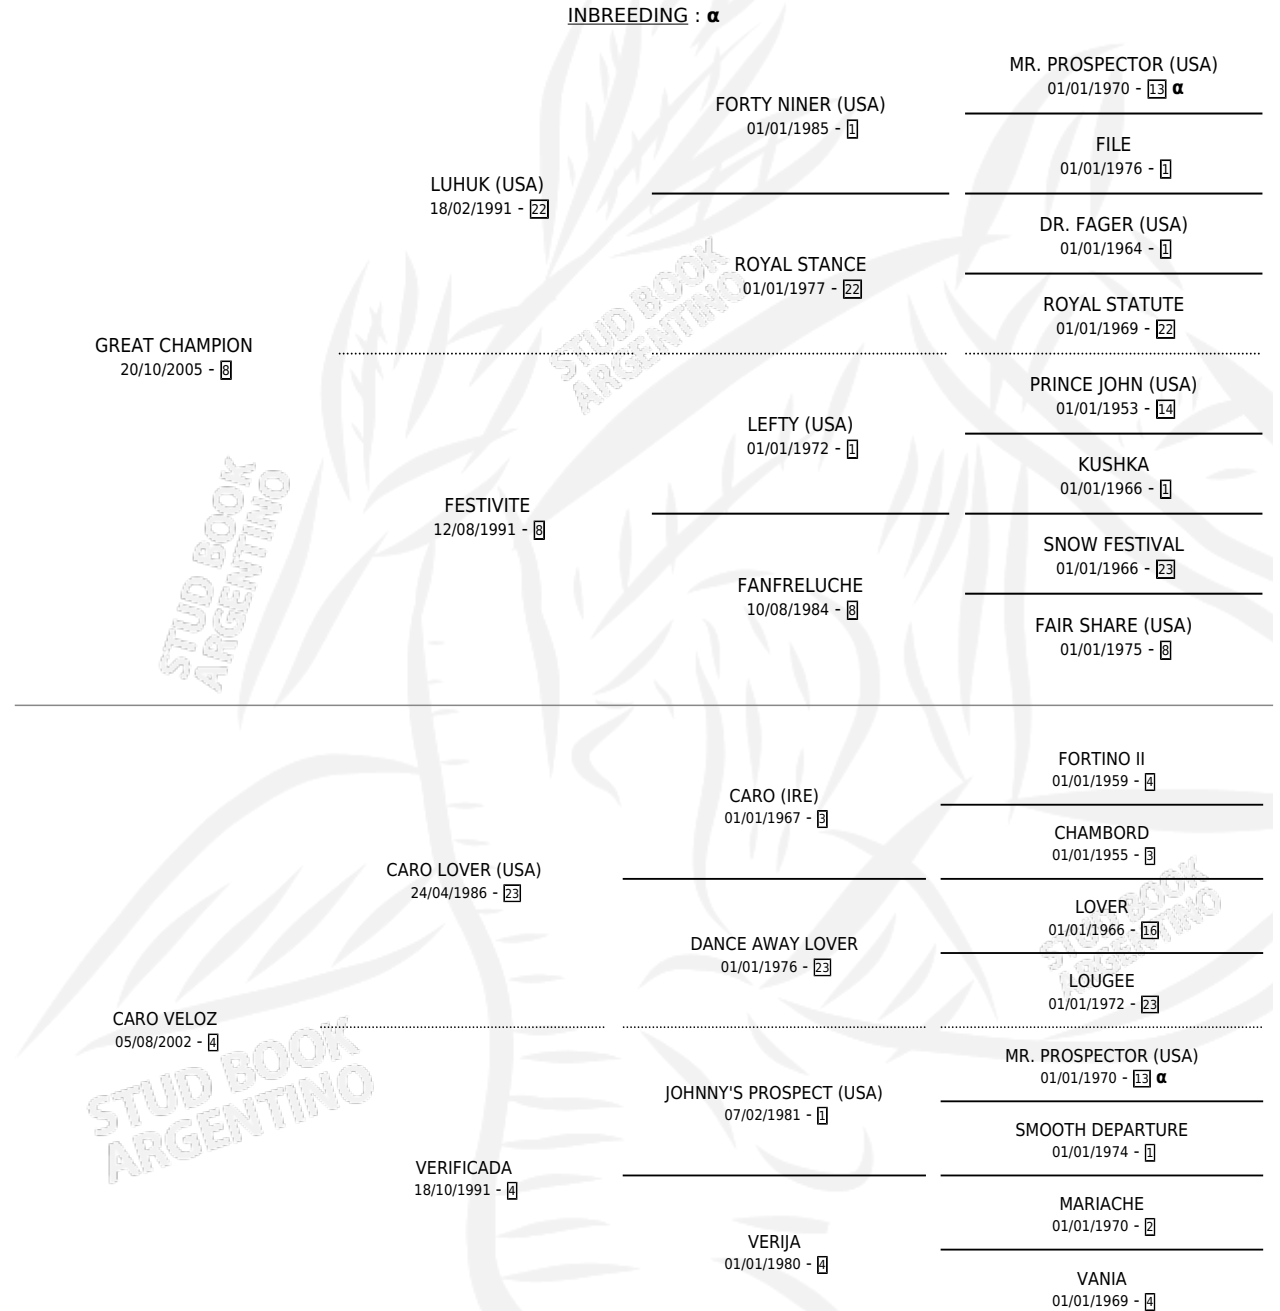 INBREEDING : α
MR. PROSPECTOR (USA)
01/01/1970 - 13 α
FORTY NINER (USA)
01/01/1985 - 1
FILE
01/01/1976 - 1
LUHUK (USA)
18/02/1991 - 22
DR. FAGER (USA)
01/01/1964 - 1
ROYAL STANCE
01/01/1977 - 22
ROYAL STATUTE
01/01/1969 - 22
GREAT CHAMPION
20/10/2005 - 8
PRINCE JOHN (USA)
01/01/1953 - 14
LEFTY (USA)
01/01/1972 - 1
KUSHKA
01/01/1966 - 1
FESTIVITE
12/08/1991 - 8
SNOW FESTIVAL
01/01/1966 - 23
FANFRELUCHE
10/08/1984 - 8
FAIR SHARE (USA)
01/01/1975 - 8
FORTINO II
01/01/1959 - 4
CARO (IRE)
01/01/1967 - 3
CHAMBORD
01/01/1955 - 3
CARO LOVER (USA)
24/04/1986 - 23
LOVER
01/01/1966 - 16
DANCE AWAY LOVER
01/01/1976 - 23
LOUGEE
01/01/1972 - 23
CARO VELOZ
05/08/2002 - 4
MR. PROSPECTOR (USA)
01/01/1970 - 13 α
JOHNNY'S PROSPECT (USA)
07/02/1981 - 1
SMOOTH DEPARTURE
01/01/1974 - 1
VERIFICADA
18/10/1991 - 4
MARIACHE
01/01/1970 - 2
VERIJA
01/01/1980 - 4
VANIA
01/01/1969 - 4
STUD BOOK
ARGENTINO
STUD BOOK
ARGENTINO
STUD BOOK
ARGENTINO
STUD BOOK
ARGENTINO